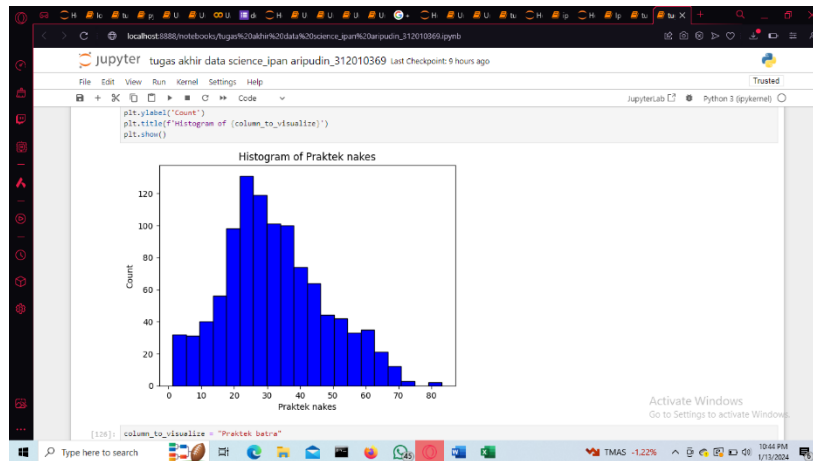 localhost:8888/notebooks/tugas%20akhir%20data%20science_ipan%20aripudin_312010369.ipynb
jupyter tugas akhir data science_ipan aripudin_312010369 Last Checkpoint: 9 hours ago
File Edit View Run Kernel Settings Help
Trusted
Code
JupyterLab
Python 3 (ipykernel)
plt.ylabel('Count')
plt.title(f'Histogram of {column_to_visualize}')
plt.show()
Histogram of Praktek nakes
Count
120
100
80
60
40
20
0
0 10 20 30 40 50 60 70 80
Praktek nakes
Activate Windows
Go to Settings to activate Windows.
[126]: column_to_visualize = "Praktek batra"
Type here to search
TMAS -1.22%
10:44 PM
1/13/2024